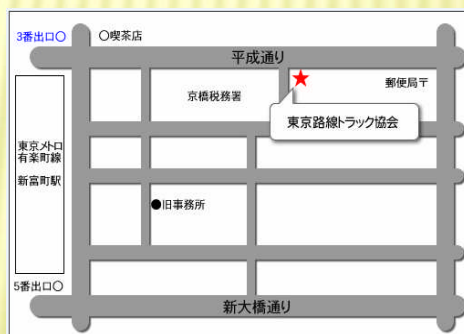 3番出口○
○喫茶店
平成通り
京橋税務署
郵便局〒
東京路線トラック協会
東京メトロ
有楽町線
新富町駅
●旧事務所
5番出口○
新大橋通り